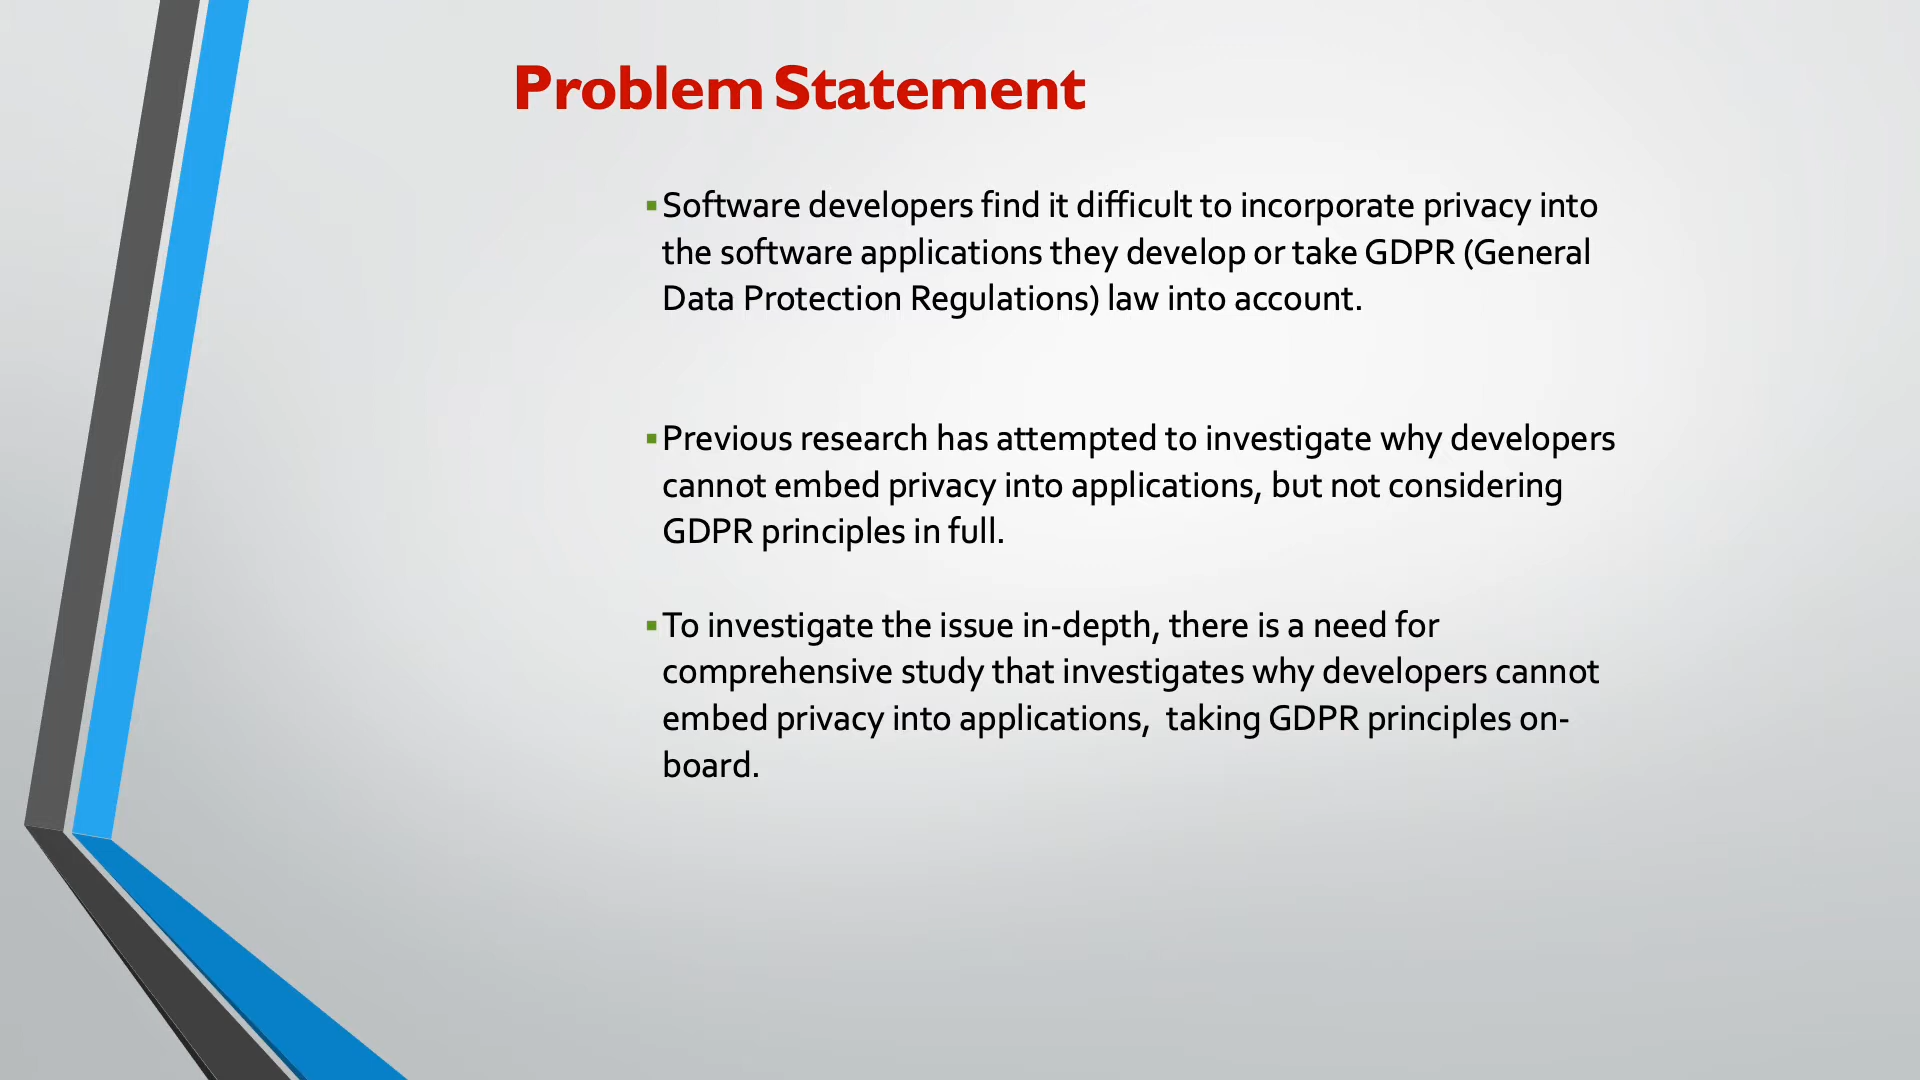 Problem Statement
▪Software developers find it difficult to incorporate privacy into
the software applications they develop or take GDPR (General
Data Protection Regulations) law into account.
▪Previous research has attempted to investigate why developers
cannot embed privacy into applications, but not considering
GDPR principles in full.
▪To investigate the issue in-depth, there is a need for
comprehensive study that investigates why developers cannot
embed privacy into applications,  taking GDPR principles on-
board.